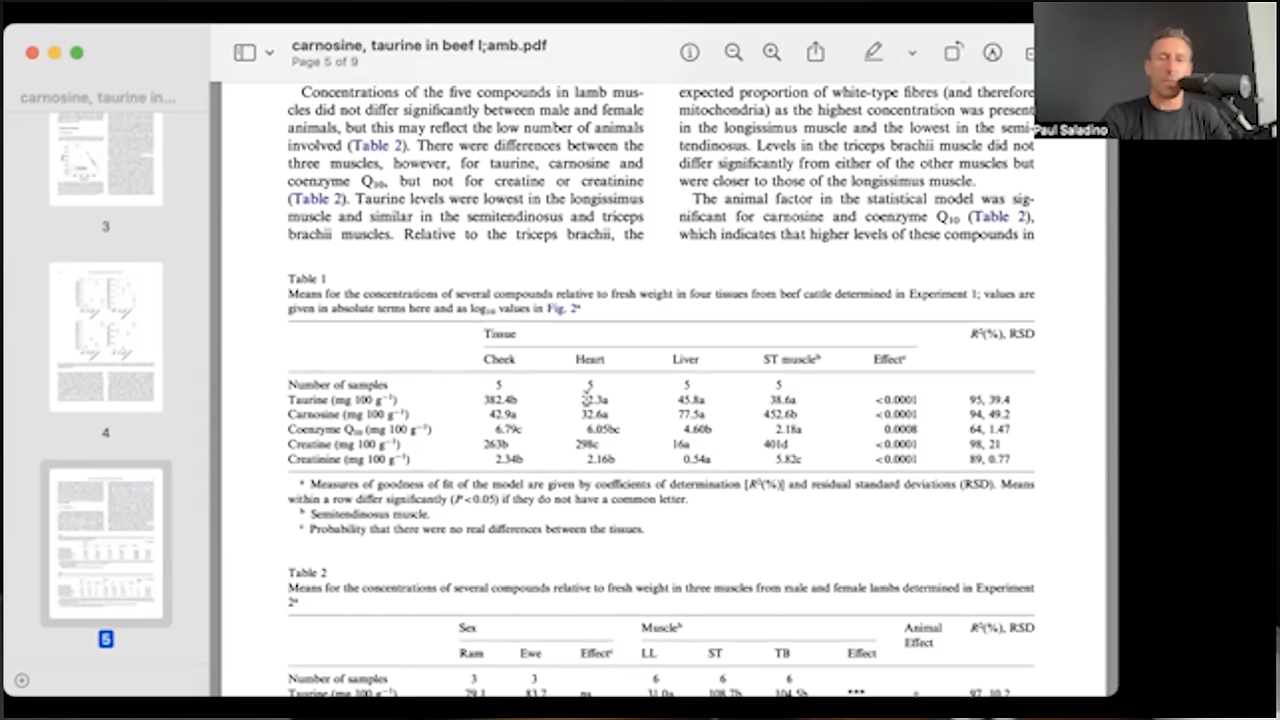 carnosine, taurine in beef l;amb.pdf
Page 5 of 9
carnosine, taurine in...
3
4
5
Paul Saladino
Concentrations of the five compounds in lamb mus-
cles did not differ significantly between male and female
animals, but this may reflect the low number of animals
involved (Table 2). There were differences between the
three muscles, however, for taurine, carnosine and
coenzyme Q10, but not for creatine or creatinine
(Table 2). Taurine levels were lowest in the longissimus
muscle and similar in the semitendinosus and triceps
brachii muscles. Relative to the triceps brachii, the
expected proportion of white-type fibres (and therefore
mitochondria) as the highest concentration was present
in the longissimus muscle and the lowest in the semi-
tendinosus. Levels in the triceps brachii muscle did not
differ significantly from either of the other muscles but
were closer to those of the longissimus muscle.
The animal factor in the statistical model was sig-
nificant for carnosine and coenzyme Q10 (Table 2),
which indicates that higher levels of these compounds in
Table 1
Means for the concentrations of several compounds relative to fresh weight in four tissues from beef cattle determined in Experiment 1; values are
given in absolute terms here and as log10 values in Fig. 2a
Tissue R²(%), RSD
Cheek Heart Liver ST muscleb Effectc
Number of samples 5 5 5 5
Taurine (mg 100 g⁻¹) 382.4b 45.8a 38.6a <0.0001 95, 39.4
Carnosine (mg 100 g⁻¹) 42.9a 32.6a 77.5a 452.6b <0.0001 94, 49.2
Coenzyme Q10 (mg 100 g⁻¹) 6.79c 6.05bc 4.60b 2.18a 0.0008 64, 1.47
Creatine (mg 100 g⁻¹) 263b 298c 16a 401d <0.0001 98, 21
Creatinine (mg 100 g⁻¹) 2.34b 2.16b 0.54a 5.82c <0.0001 89, 0.77
a Measures of goodness of fit of the model are given by coefficients of determination [R²(%)] and residual standard deviations (RSD). Means
within a row differ significantly (P<0.05) if they do not have a common letter.
b Semitendinosus muscle.
c Probability that there were no real differences between the tissues.
Table 2
Means for the concentrations of several compounds relative to fresh weight in three muscles from male and female lambs determined in Experiment
2a
Sex Muscleb Animal R²(%), RSD
Effect
Ram Ewe Effectc LL ST TB Effect
Number of samples 3 3 6 6 6
Taurine (mg 100 g⁻¹) 79.1 83.7 ns 31.0a 108.7b 104.5b ***